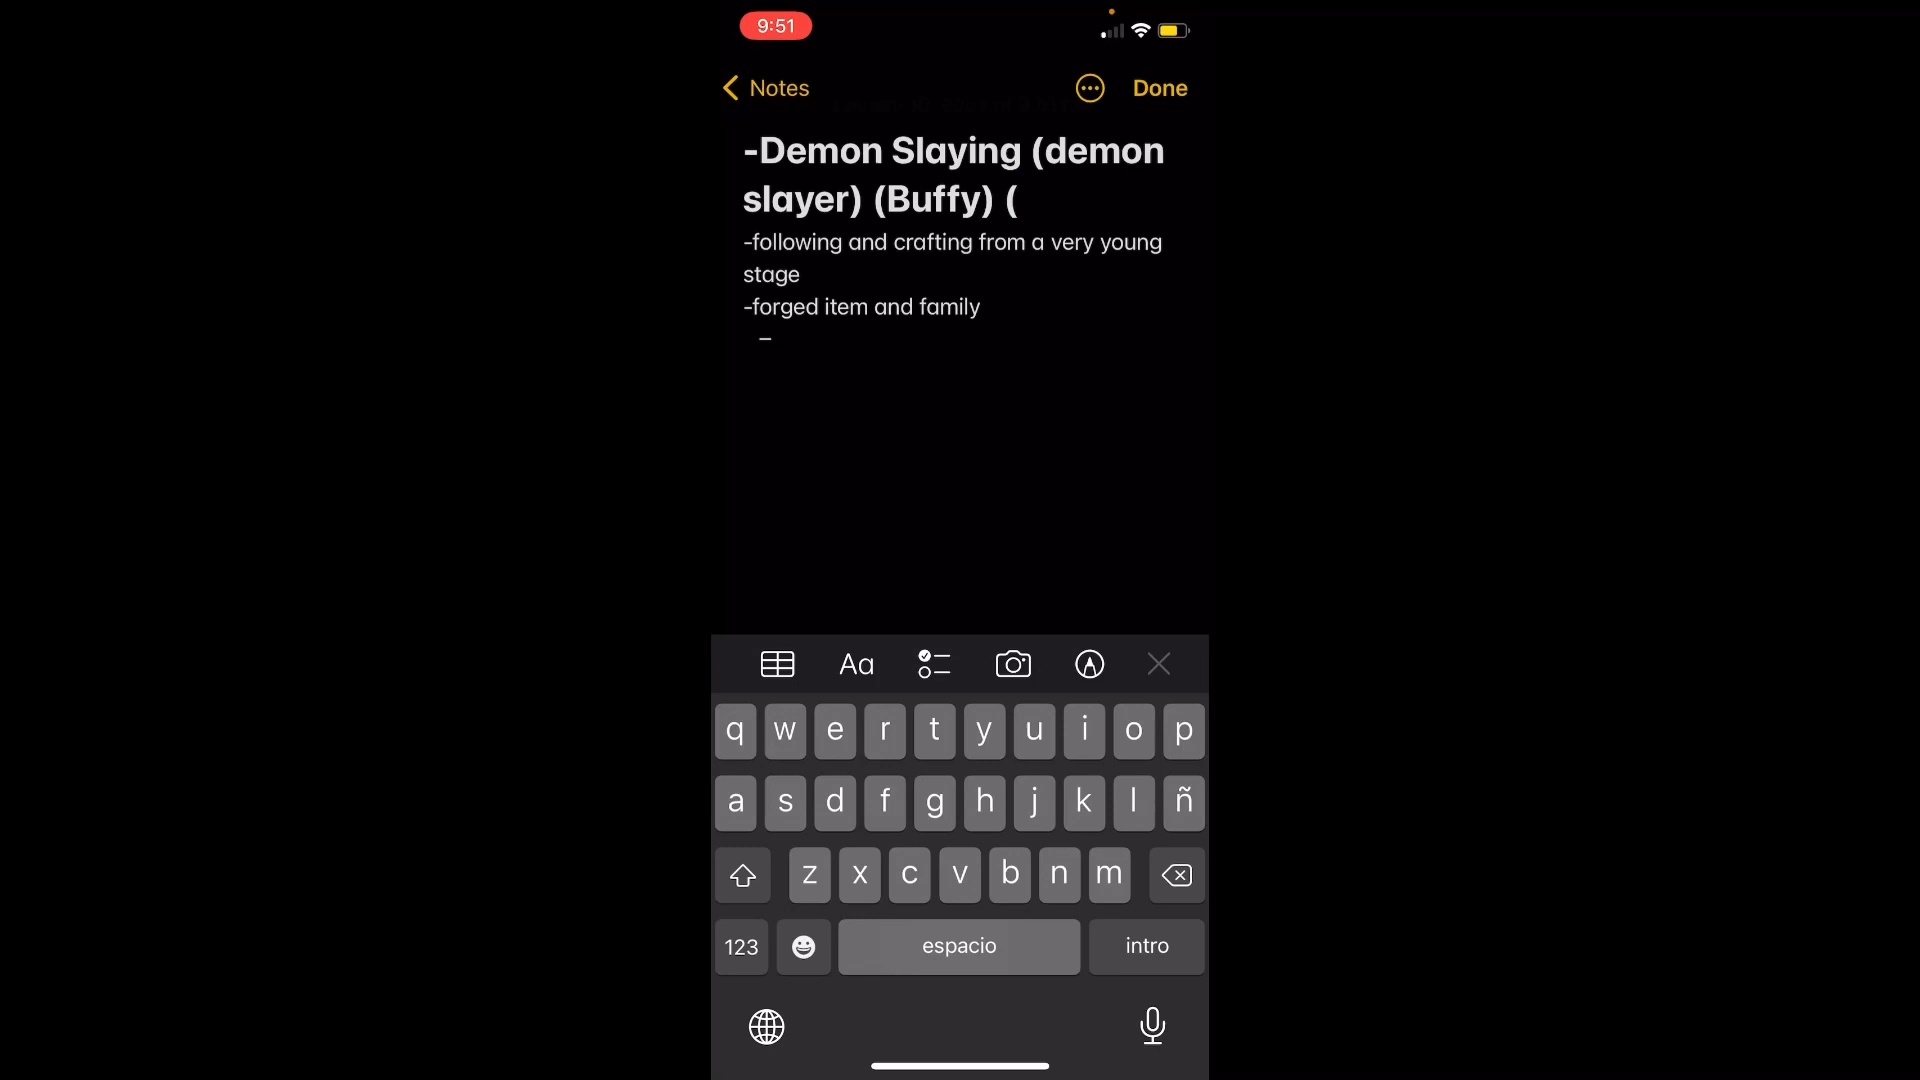 9:51
Notes
Done
-Demon Slaying (demon
slayer) (Buffy) (
-following and crafting from a very young
stage
-forged item and family
–
Aa
q w e r t y u i o p
a s d f g h j k l ñ
z x c v b n m
123 espacio intro